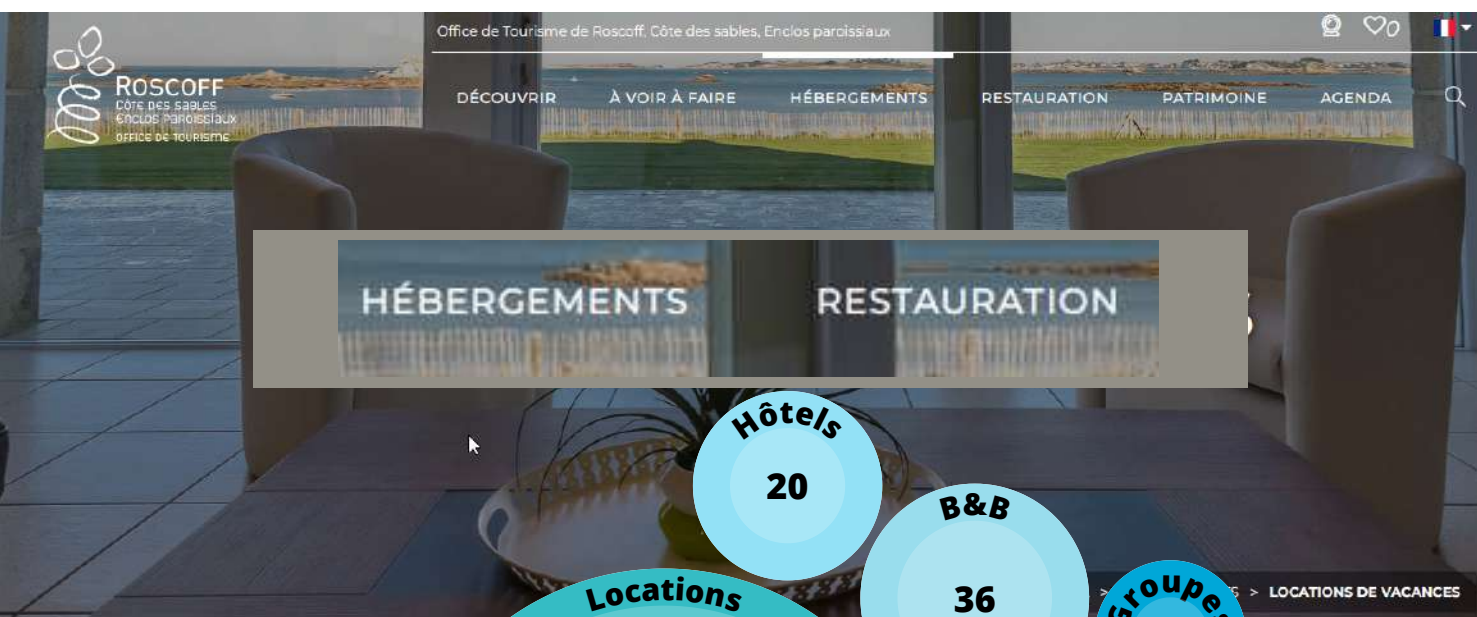 Office de Tourisme de Roscoff, Côte des sables, Enclos paroissiaux
0
ROSCOFF
CÔTE DES SABLES
ENCLOS PAROISSIAUX
OFFICE DE TOURISME
DÉCOUVRIR À VOIR À FAIRE HÉBERGEMENTS RESTAURATION PATRIMOINE AGENDA
HÉBERGEMENTS RESTAURATION
Hôtels
20
B&B
36
Locations
Groupes
> > LOCATIONS DE VACANCES